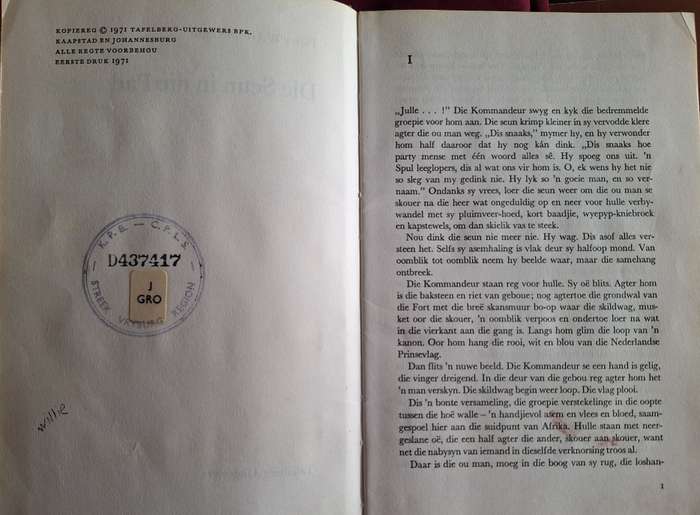 KOPIEREG © 1971 TAFELBERG-UITGEWERS BPK,
KAAPSTAD EN JOHANNESBURG
ALLE REGTE VOORBEHOU
EERSTE DRUK 1971
K.P.B. — C.P.L.S.
D437417
J
GRO
STREEK VRYBURG REGION
Willie
I
„Julle . . . !” Die Kommandeur swyg en kyk die bedremmelde
groepie voor hom aan. Die seun krimp kleiner in sy vervodde klere
agter die ou man weg. „Dis snaaks,” mymer hy, en hy verwonder
hom half daaroor dat hy nog kán dink. „Dis snaaks hoe
party mense met één woord alles sê. Hy spoeg ons uit. 'n
Spul leeglopers, dis al wat ons vir hom is. O, ek wens hy het nie
so sleg van my gedink nie. Hy lyk so 'n goeie man, en so ver-
naam.” Ondanks sy vrees, loer die seun weer om die ou man se
skouer na die heer wat ongeduldig op en neer voor hulle verby-
wandel met sy pluimveer-hoed, kort baadjie, wyepyp-kniebroek
en kapstewels, om dan skielik vas te steek.
Nou dink die seun nie meer nie. Hy wag. Dis asof alles ver-
steen het. Selfs sy asemhaling is vlak deur sy halfoop mond. Van
oomblik tot oomblik neem hy beelde waar, maar die samehang
ontbreek.
Die Kommandeur staan reg voor hulle. Sy oë blits. Agter hom
is die baksteen en riet van geboue; nog agtertoe die grondwal van
die Fort met die breë skansmuur bo-op waar die skildwag, mus-
ket oor die skouer, 'n oomblik verpoos en ondertoe loer na wat
in die vierkant aan die gang is. Langs hom glim die loop van 'n
kanon. Oor hom hang die rooi, wit en blou van die Nederlandse
Prinsevlag.
Dan flits 'n nuwe beeld. Die Kommandeur se een hand is gelig,
die vinger dreigend. In die deur van die gebou reg agter hom het
'n man verskyn. Die skildwag begin weer loop. Die vlag plooi.
Dis 'n bonte versameling, die groepie verstekelinge in die oopte
tussen die hoë walle – 'n handjievol asem en vlees en bloed, saam-
gespoel hier aan die suidpunt van Afrika. Hulle staan met neer-
geslane oë, die een half agter die ander, skouer aan skouer, want
net die nabysyn van iemand in dieselfde verknorsing troos al.
Daar is die ou man, moeg in die boog van sy rug, die loshan-
1